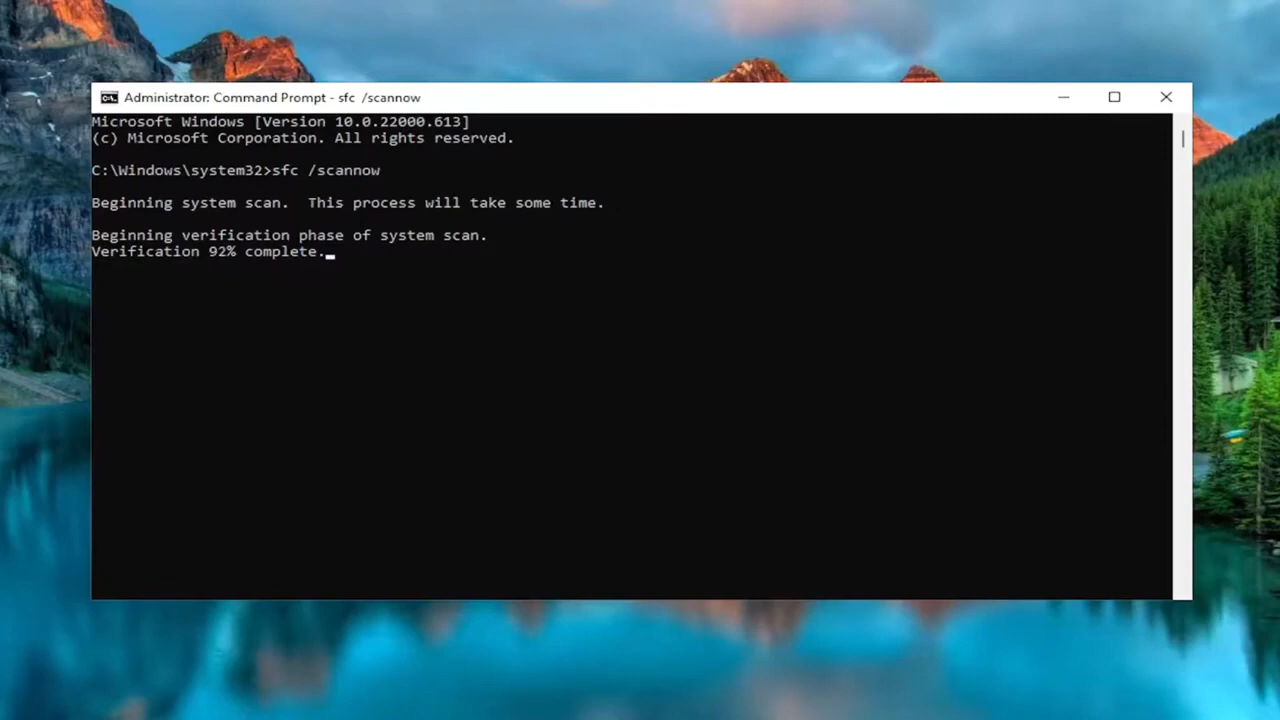 Administrator: Command Prompt - sfc  /scannow
Microsoft Windows [Version 10.0.22000.613]
(c) Microsoft Corporation. All rights reserved.
C:\Windows\system32>sfc /scannow
Beginning system scan.  This process will take some time.
Beginning verification phase of system scan.
Verification 92% complete.